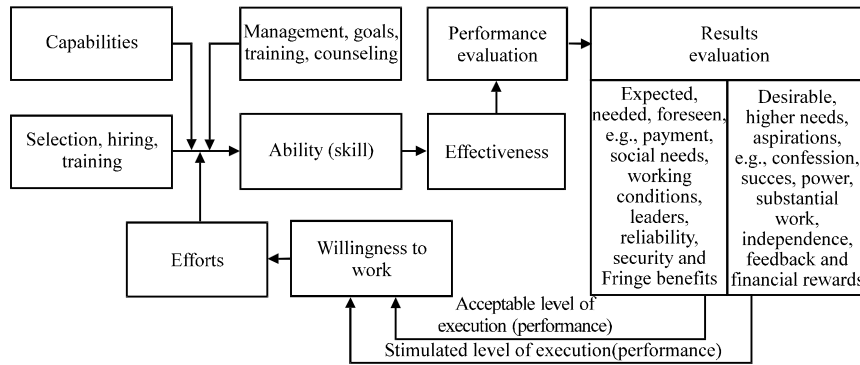 Capabilities
Management, goals,
training, counseling
Performance
evaluation
Results
evaluation
Selection, hiring,
training
Ability (skill)
Effectiveness
Expected,
needed, foreseen,
e.g., payment,
social needs,
working
conditions,
leaders,
reliability,
security and
Fringe benefits
Desirable,
higher needs,
aspirations,
e.g., confession,
succes, power,
substantial
work,
independence,
feedback and
financial rewards
Efforts
Willingness to
work
Acceptable level of
execution (performance)
Stimulated level of execution(performance)